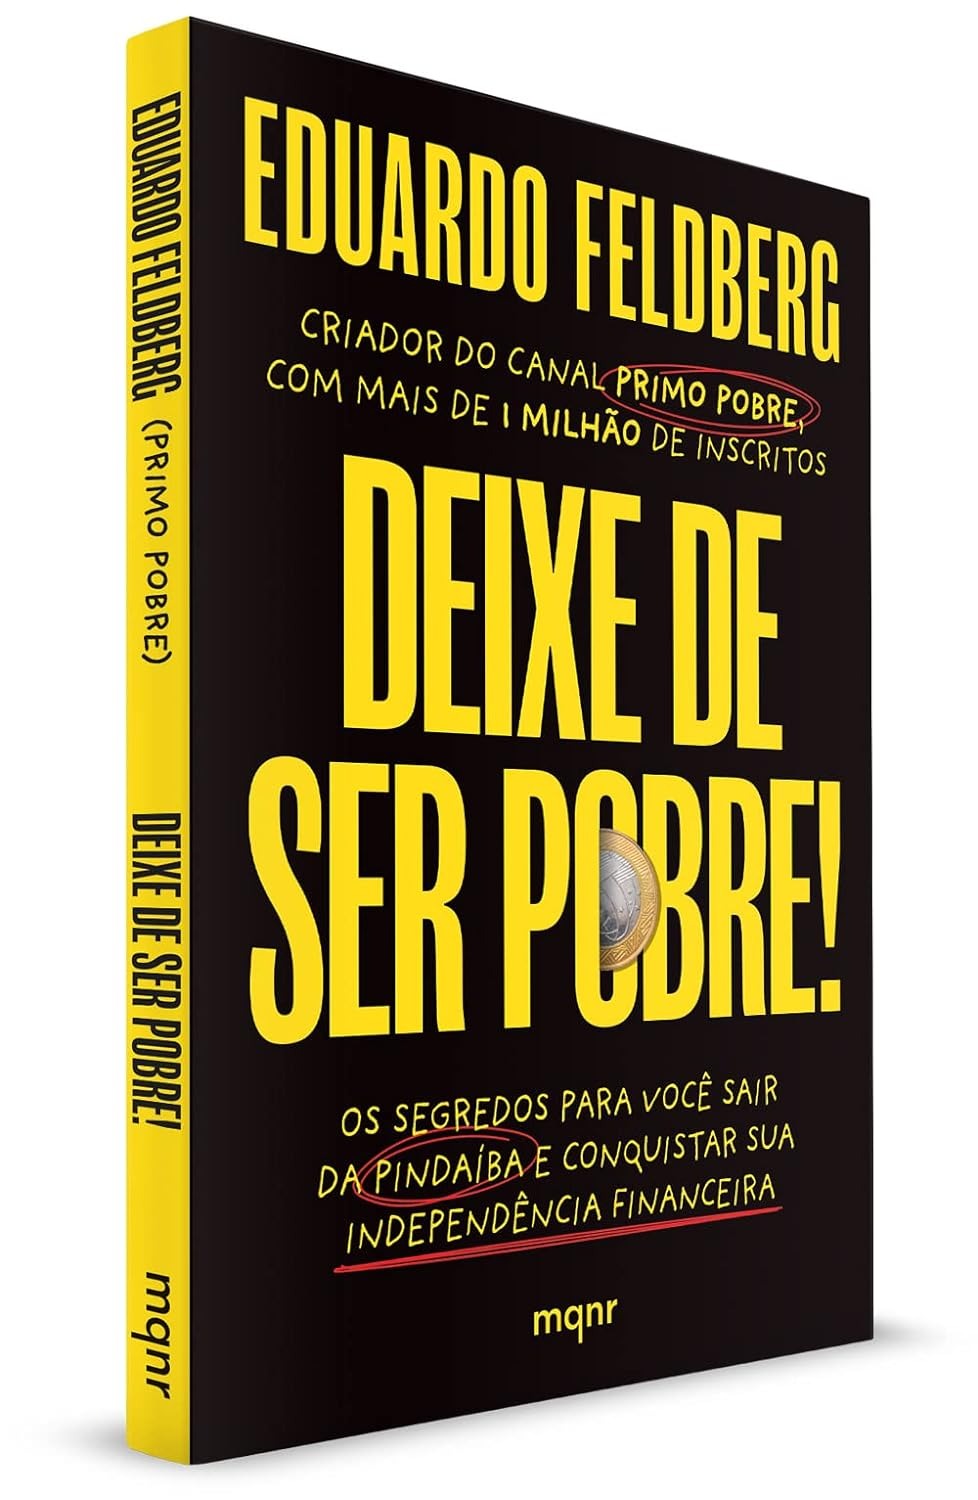 EDUARDO FELDBERG
CRIADOR DO CANAL PRIMO POBRE,
COM MAIS DE 1 MILHÃO DE INSCRITOS
DEIXE DE
SER POBRE!
OS SEGREDOS PARA VOCÊ SAIR
DA PINDAÍBA E CONQUISTAR SUA
INDEPENDÊNCIA FINANCEIRA
mqnr
EDUARDO FELDBERG (PRIMO POBRE) DEIXE DE SER POBRE! mqnr